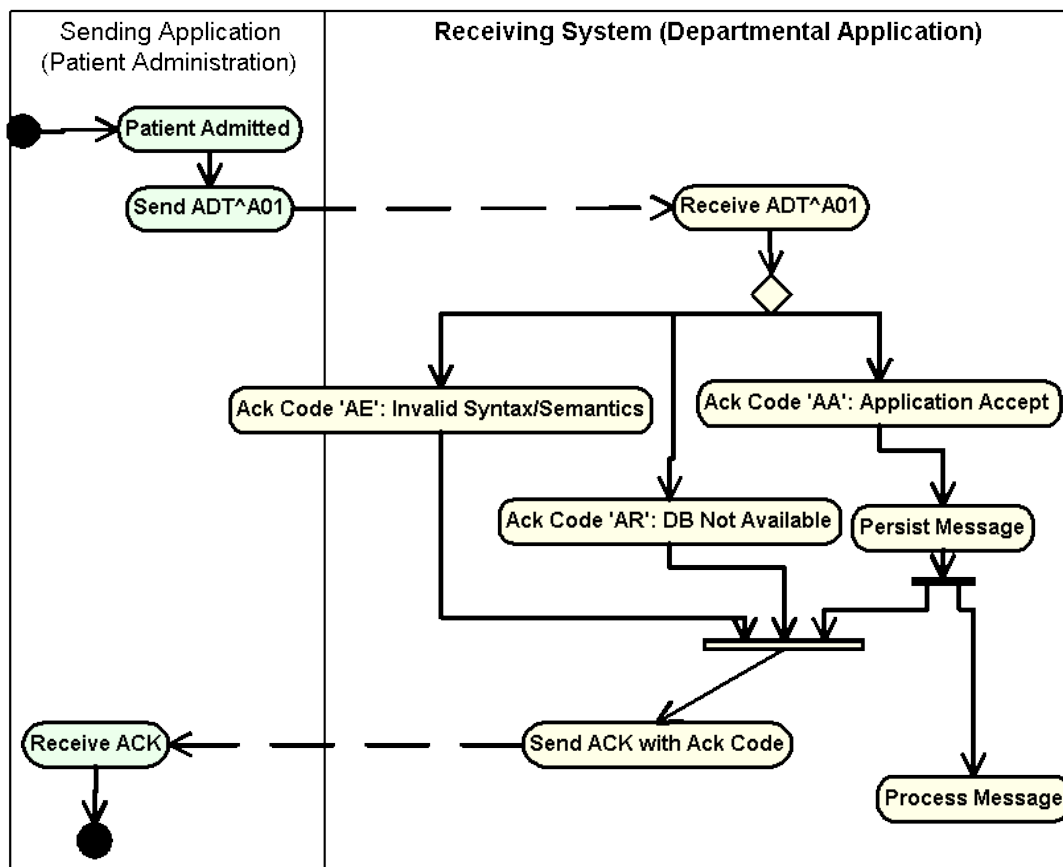 Sending Application
(Patient Administration)
Receiving System (Departmental Application)
Patient Admitted
Send ADT^A01
Receive ADT^A01
Ack Code 'AE': Invalid Syntax/Semantics
Ack Code 'AA': Application Accept
Ack Code 'AR': DB Not Available
Persist Message
Receive ACK
Send ACK with Ack Code
Process Message